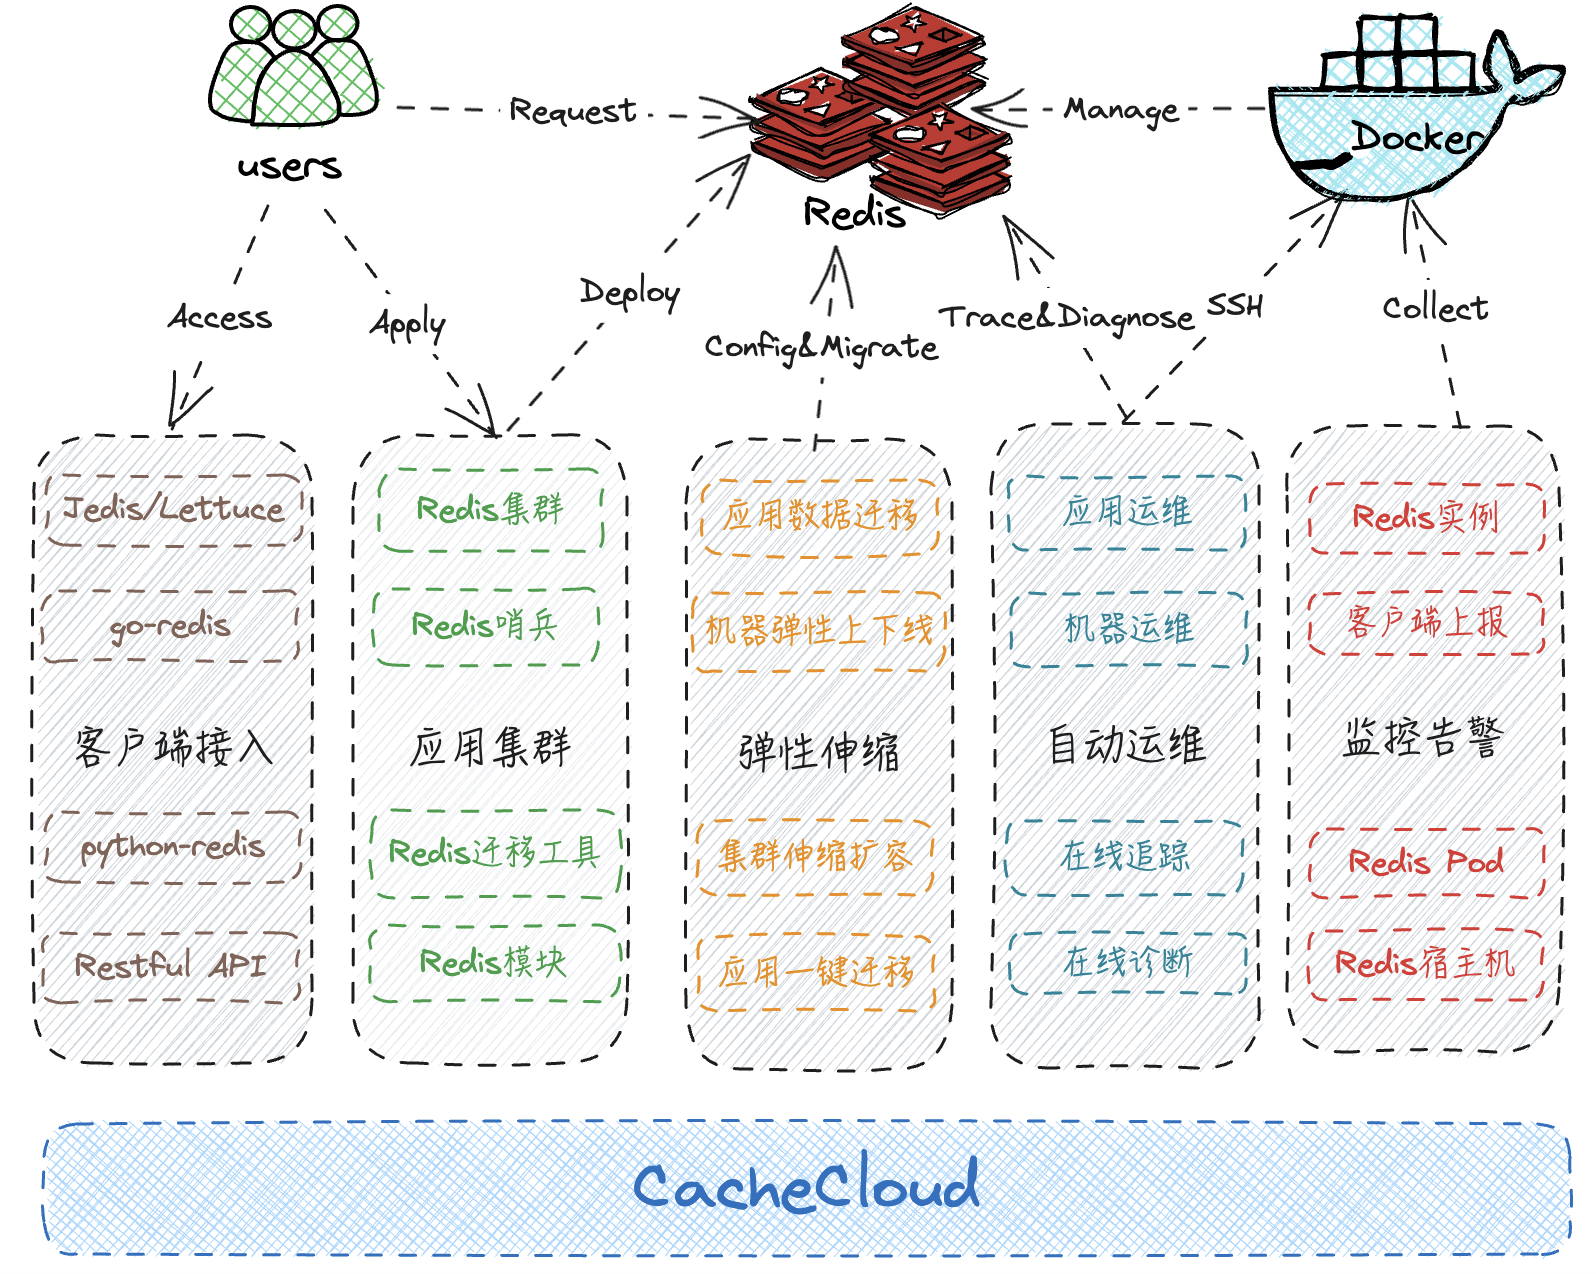 users
Request
Redis
Manage
Docker
Access
Apply
Deploy
Config&Migrate
Trace&Diagnose
SSH
Collect
Jedis/Lettuce
go-redis
客户端接入
python-redis
Restful API
Redis集群
Redis哨兵
应用集群
Redis迁移工具
Redis模块
应用数据迁移
机器弹性上下线
弹性伸缩
集群伸缩扩容
应用一键迁移
应用运维
机器运维
自动运维
在线追踪
在线诊断
Redis实例
客户端上报
监控告警
Redis Pod
Redis宿主机
CacheCloud